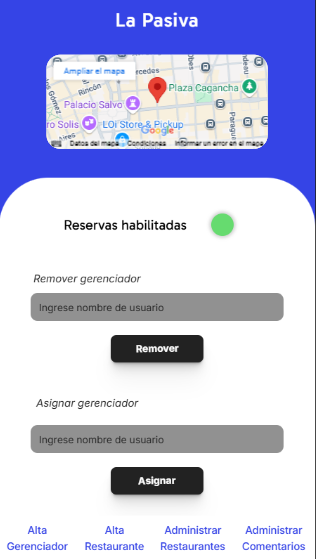 La Pasiva
Ampliar el mapa
Rincón
Plaza Cagancha
Palacio Salvo
Solis
LOi Store & Pickup
Google
Datos del mapa
Condiciones
Informar un error en el mapa
Reservas habilitadas
Remover gerenciador
Ingrese nombre de usuario
Remover
Asignar gerenciador
Ingrese nombre de usuario
Asignar
Alta Gerenciador
Alta Restaurante
Administrar Restaurantes
Administrar Comentarios